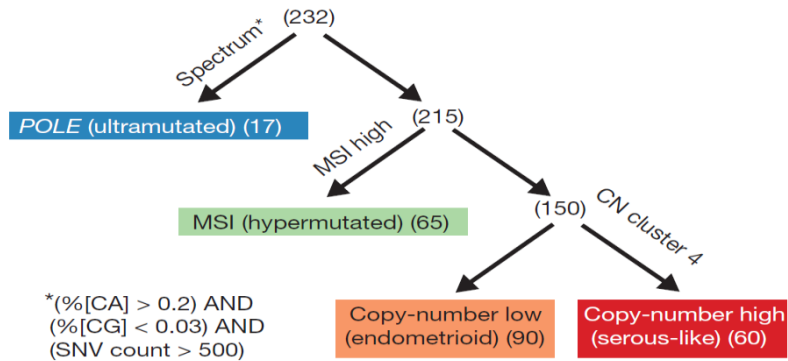 (232)
Spectrum*
POLE (ultramutated) (17)
(215)
MSI high
MSI (hypermutated) (65)
(150)
CN cluster 4
Copy-number low
(endometrioid) (90)
Copy-number high
(serous-like) (60)
*(%[CA] > 0.2) AND
(%[CG] < 0.03) AND
(SNV count > 500)